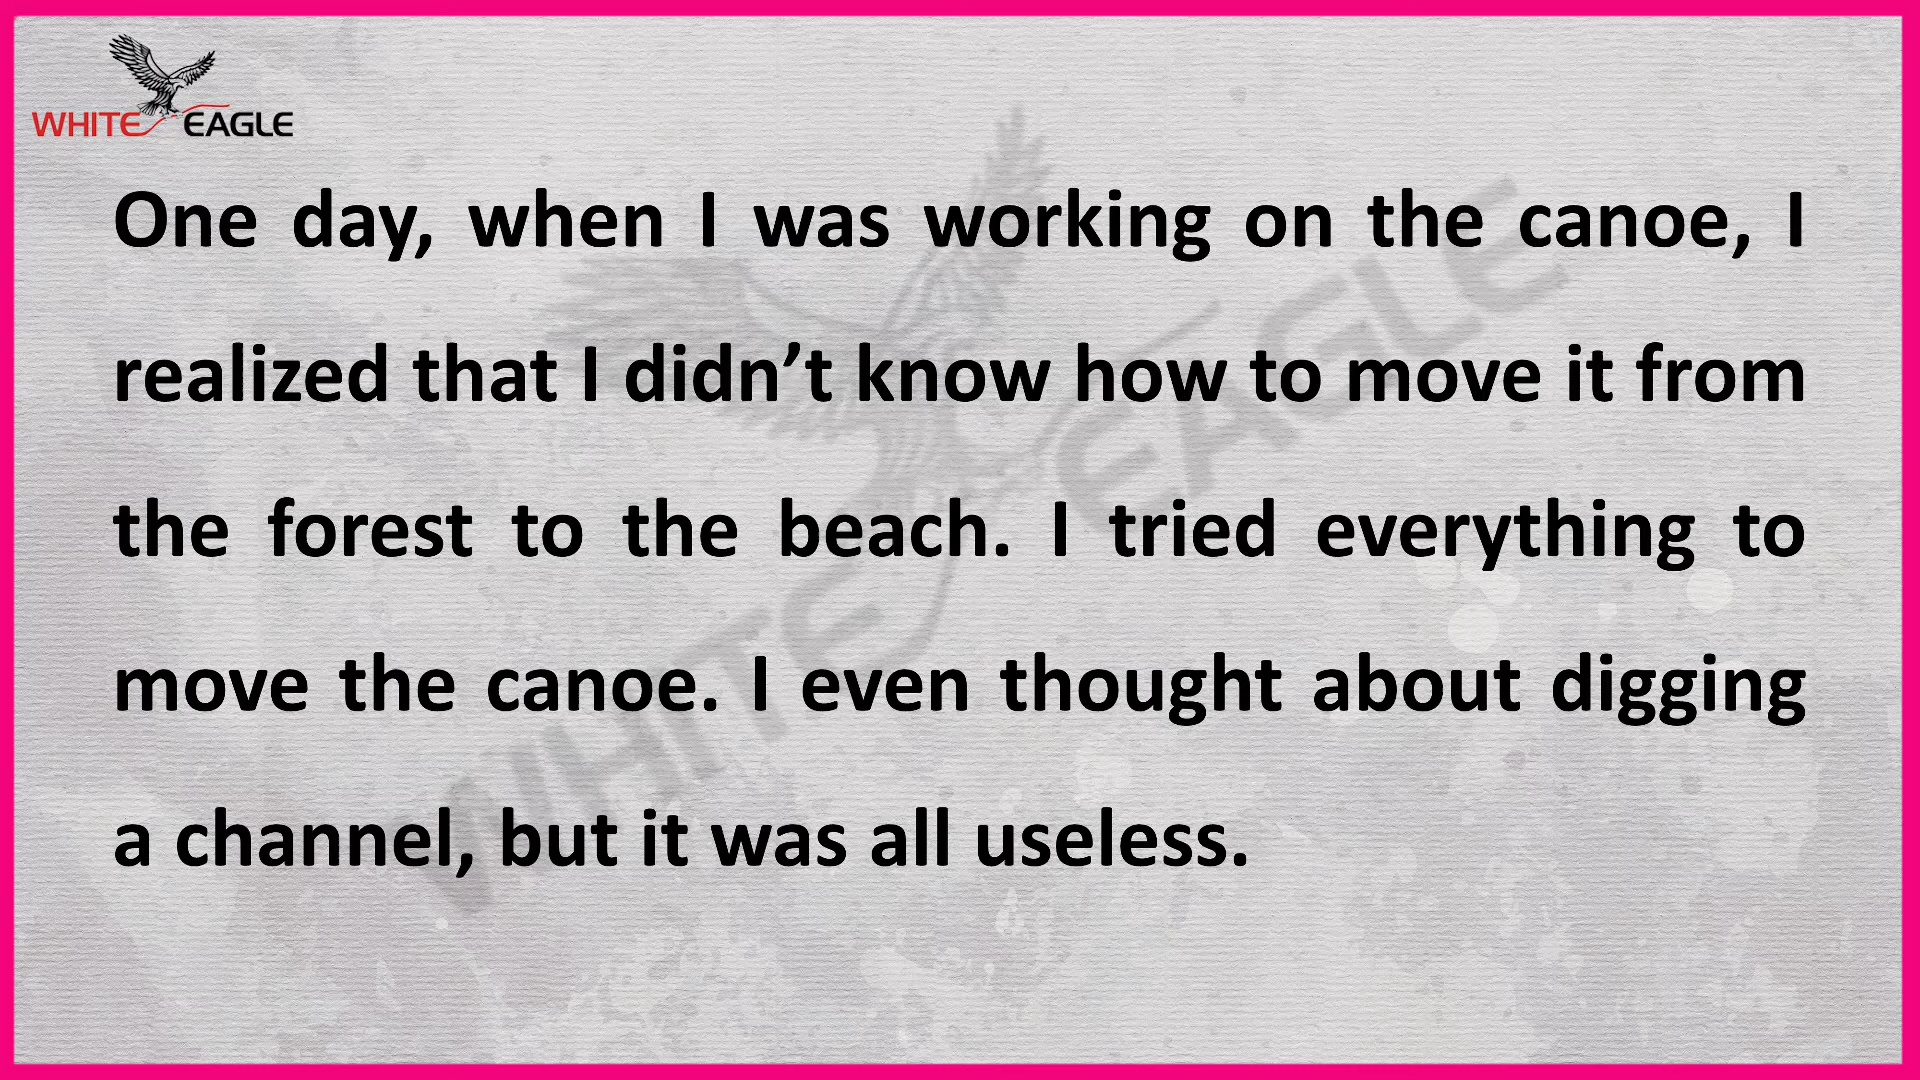 WHITE EAGLE
One day, when I was working on the canoe, I
realized that I didn’t know how to move it from
the forest to the beach. I tried everything to
move the canoe. I even thought about digging
a channel, but it was all useless.
WHITE EAGLE